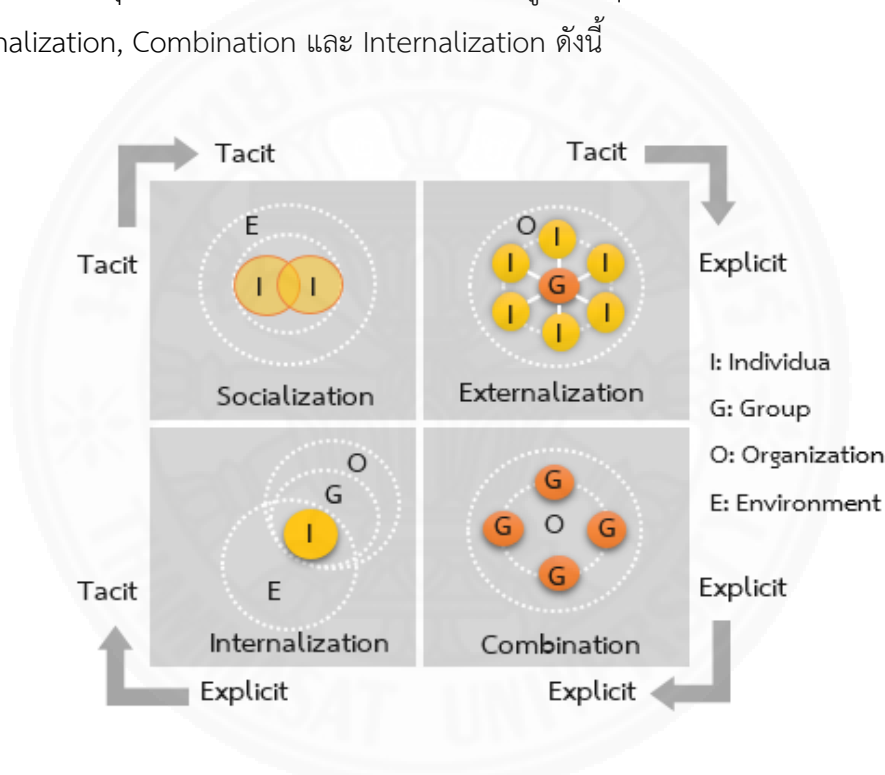 nalization, Combination และ Internalization ดังนี้
Tacit Tacit
E O I
Tacit I I I G I Explicit
I I I
Socialization Externalization
I: Individua
G: Group
O: Organization
E: Environment
O
G G
I G O G
E G
Tacit Explicit
Internalization Combination
Explicit Explicit